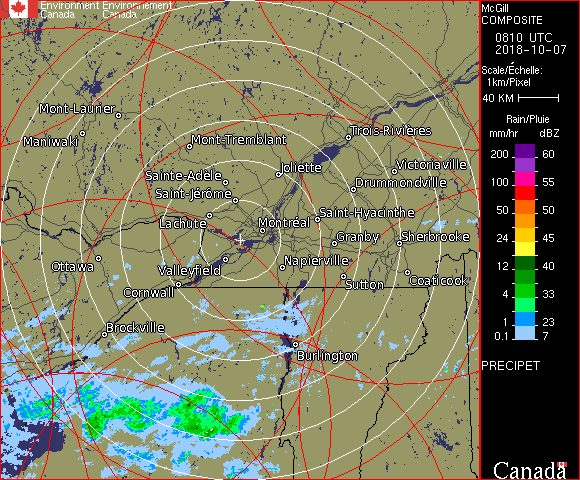 Environment Environnement
Canada Canada
McGill
COMPOSITE
0810 UTC
2018-10-07
Scale/Échelle:
1km/Pixel
40 KM
Rain/Pluie
mm/hr dBZ
200 60
100 55
50 50
24 45
12 40
4 33
1 23
0.1 7
PRECIPET
Canada
Mont-Laurier
Maniwaki
Mont-Tremblant
Trois-Rivières
Sainte-Adèle
Joliette
Victoriaville
Saint-Jérôme
Drummondville
Lachute
Montréal
Saint-Hyacinthe
Granby
Sherbrooke
Ottawa
Valleyfield
Napierville
Cornwall
Sutton
Coaticook
Brockville
Burlington